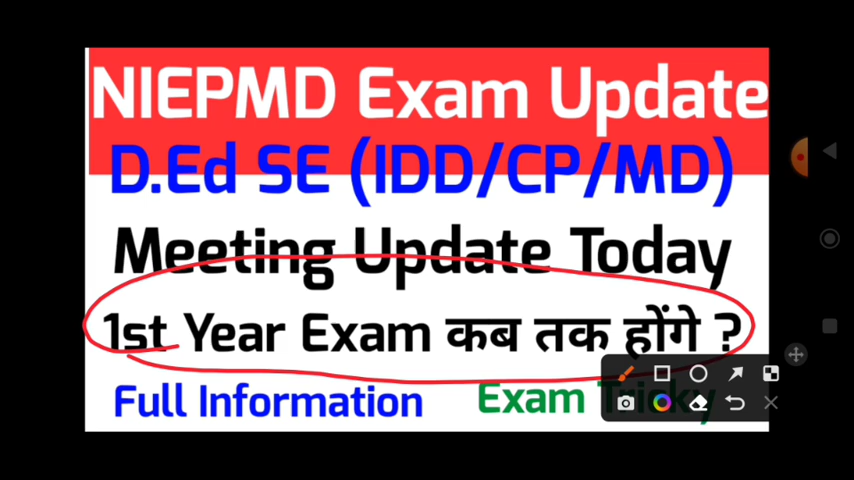 NIEPMD Exam Update
D.Ed SE (IDD/CP/MD)
Meeting Update Today
1st Year Exam कब तक होंगे ?
Full Information
Exam Tricky